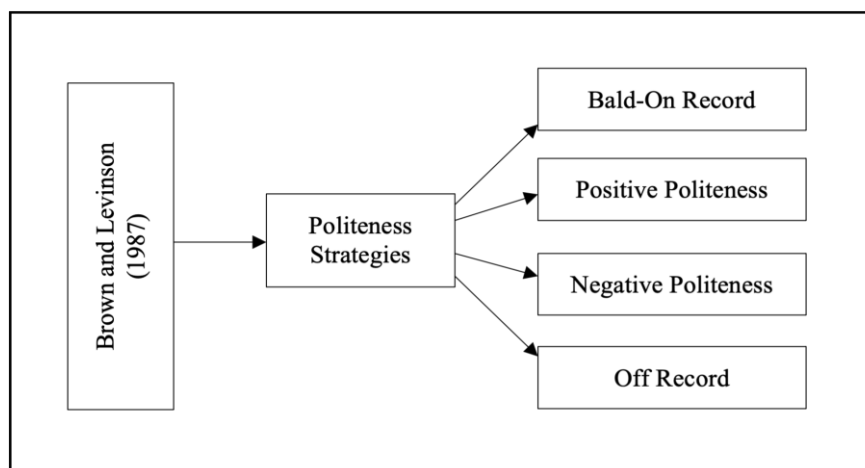 Brown and Levinson
(1987)
Politeness
Strategies
Bald-On Record
Positive Politeness
Negative Politeness
Off Record